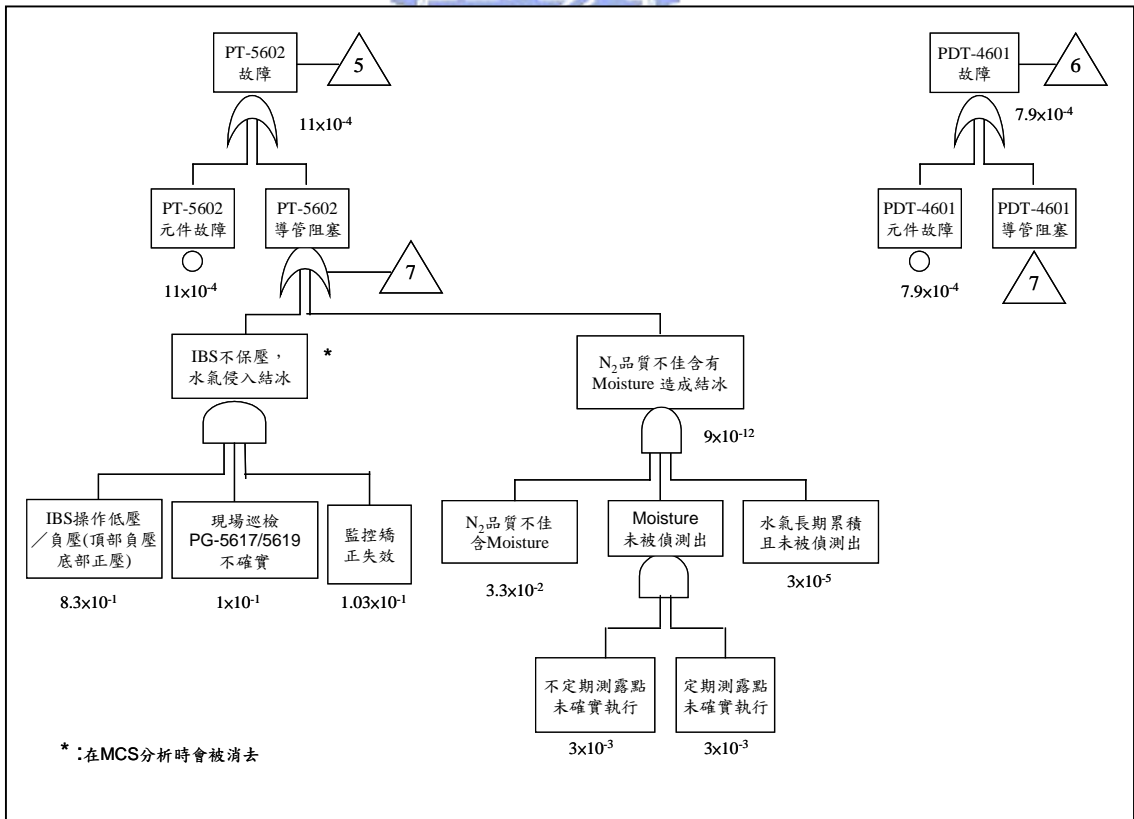 PT-5602
故障
5
11x10-4
PDT-4601
故障
6
7.9x10-4
PT-5602
元件故障
11x10-4
PT-5602
導管阻塞
7
PDT-4601
元件故障
7.9x10-4
PDT-4601
導管阻塞
7
IBS不保壓，
水氣侵入結冰
*
N2品質不佳含有
Moisture 造成結冰
9x10-12
IBS操作低壓
／負壓(頂部負壓
底部正壓)
8.3x10-1
現場巡檢
PG-5617/5619
不確實
1x10-1
監控矯
正失效
1.03x10-1
N2品質不佳
含Moisture
3.3x10-2
Moisture
未被偵測出
水氣長期累積
且未被偵測出
3x10-5
不定期測露點
未確實執行
3x10-3
定期測露點
未確實執行
3x10-3
* :在MCS分析時會被消去